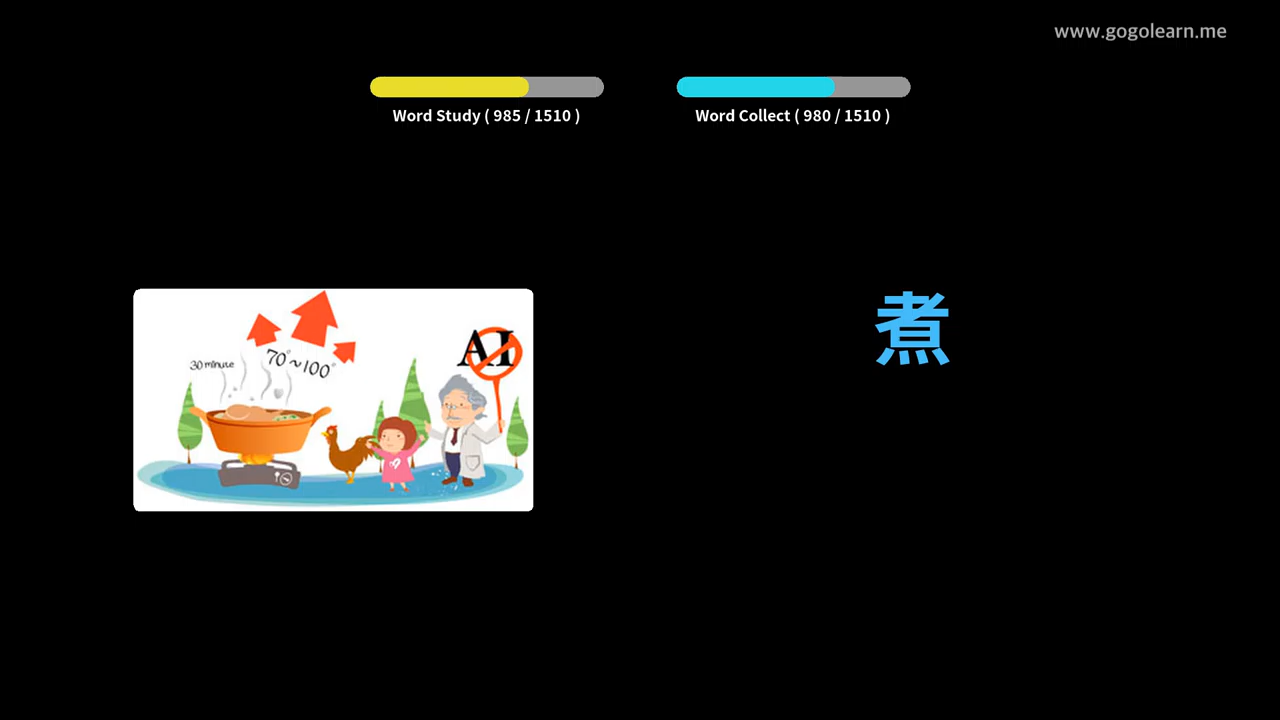 www.gogolearn.me
Word Study ( 985 / 1510 )
Word Collect ( 980 / 1510 )
30 minute
70°~100°
AI
煮